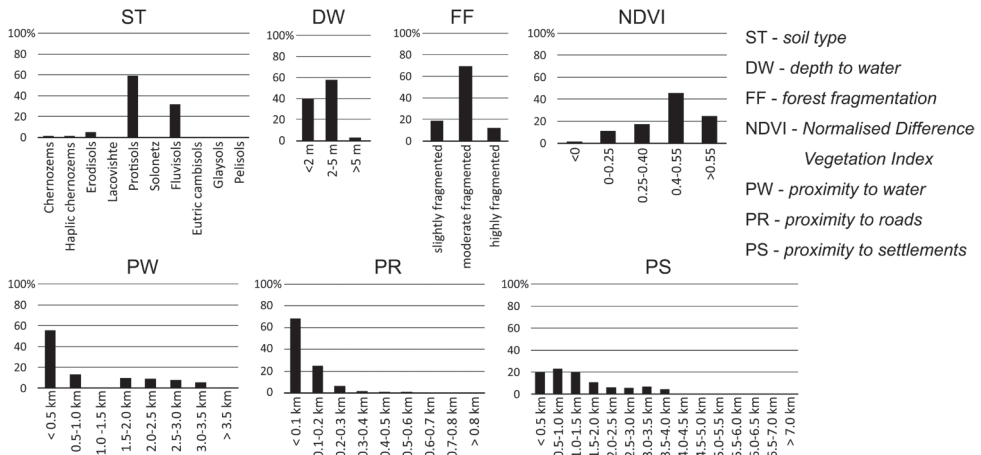 ST
100%
80
60
40
20
0
Chernozems
Haplic chernozems
Erodisols
Lacovishte
Protisols
Solonetz
Fluvisols
Eutric cambisols
Glaysols
Pelisols
DW
100%
80
60
40
20
0
<2 m
2-5 m
>5 m
FF
100%
80
60
40
20
0
slightly fragmented
moderate fragmented
highly fragmented
NDVI
100%
80
60
40
20
0
<0
0-0.25
0.25-0.40
0.4-0.55
>0.55
ST - soil type
DW - depth to water
FF - forest fragmentation
NDVI - Normalised Difference
Vegetation Index
PW - proximity to water
PR - proximity to roads
PS - proximity to settlements
PW
100%
80
60
40
20
0
< 0.5 km
0.5-1.0 km
1.0 -1.5 km
1.5-2.0 km
2.0-2.5 km
2.5-3.0 km
3.0-3.5 km
> 3.5 km
PR
100%
80
60
40
20
0
< 0.1 km
0.1-0.2 km
0.2-0.3 km
0.3-0.4 km
0.4-0.5 km
0.5-0.6 km
0.6-0.7 km
0.7-0.8 km
> 0.8 km
PS
100%
80
60
40
20
0
< 0.5 km
0.5-1.0 km
1.0-1.5 km
1.5-2.0 km
2.0-2.5 km
2.5-3.0 km
3.0-3.5 km
3.5-4.0 km
4.0-4.5 km
4.5-5.0 km
5.0-5.5 km
5.5-6.0 km
6.0-6.5 km
6.5-7.0 km
> 7.0 km